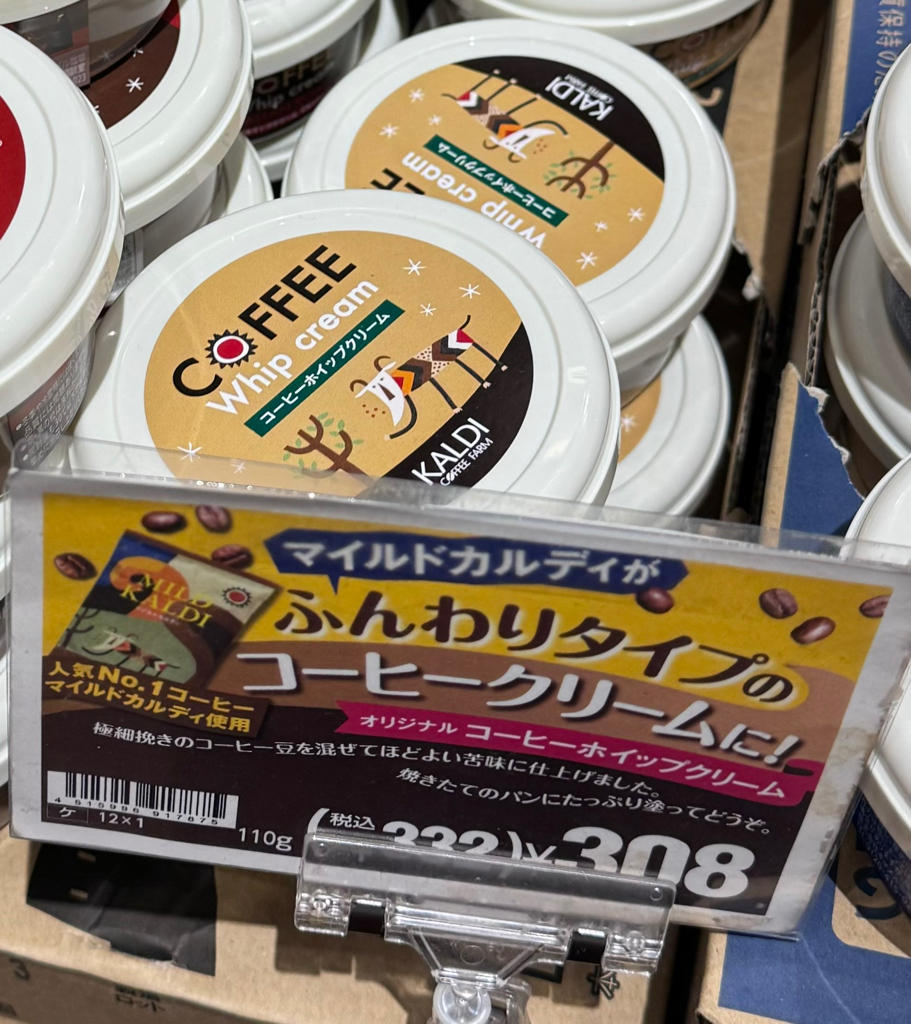 KALDI
COFFEE FARM
コーヒーホイップクリーム
Whip cream
COFFEE
Whip cream
コーヒーホイップクリーム
KALDI
COFFEE FARM
マイルドカルディが
ふんわりタイプの
コーヒークリームに!
MILD
KALDI
人気No.1コーヒー
マイルドカルディ使用
オリジナル コーヒーホイップクリーム
極細挽きのコーヒー豆を混ぜてほどよい苦味に仕上げました。
焼きたてのパンにたっぷり塗ってどうぞ。
4 515996 917875
ケ 12×1
110g
(税込 332)¥308